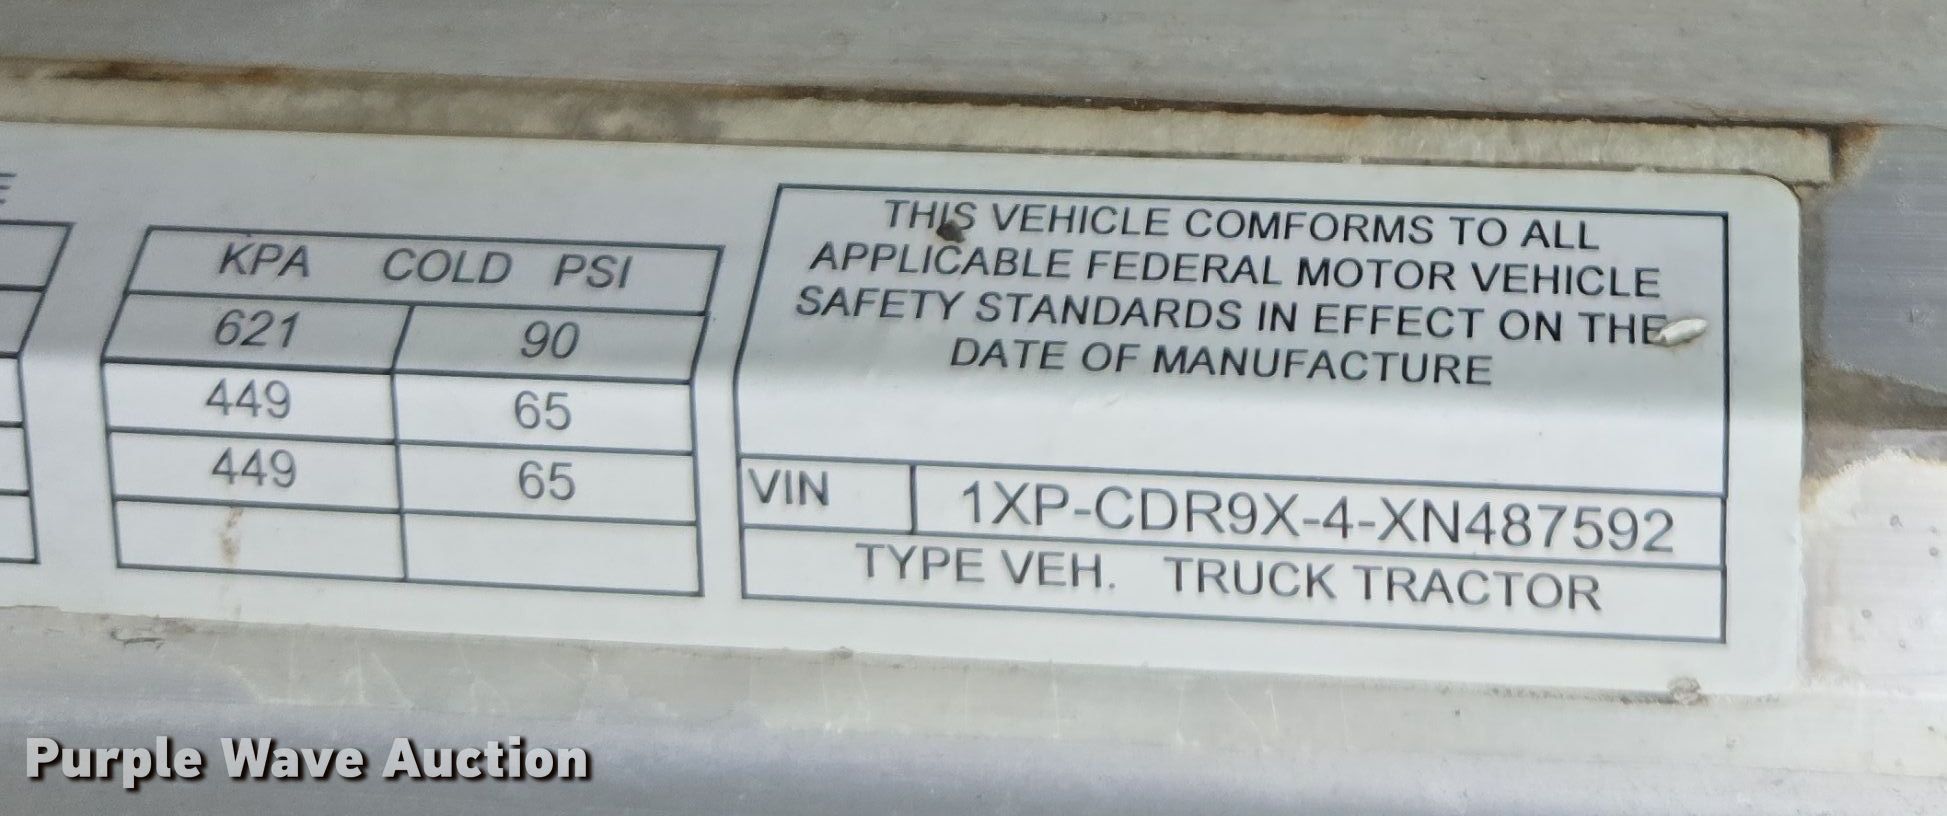 KPA COLD PSI
621 90
449 65
449 65
THIS VEHICLE COMFORMS TO ALL
APPLICABLE FEDERAL MOTOR VEHICLE
SAFETY STANDARDS IN EFFECT ON THE
DATE OF MANUFACTURE
VIN 1XP-CDR9X-4-XN487592
TYPE VEH. TRUCK TRACTOR
Purple Wave Auction